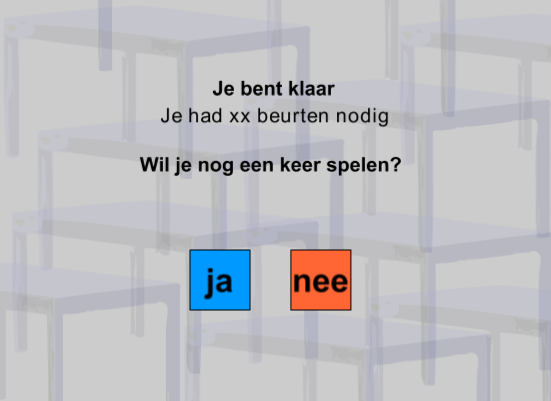 Je bent klaar
Je had xx beurten nodig
Wil je nog een keer spelen?
ja nee